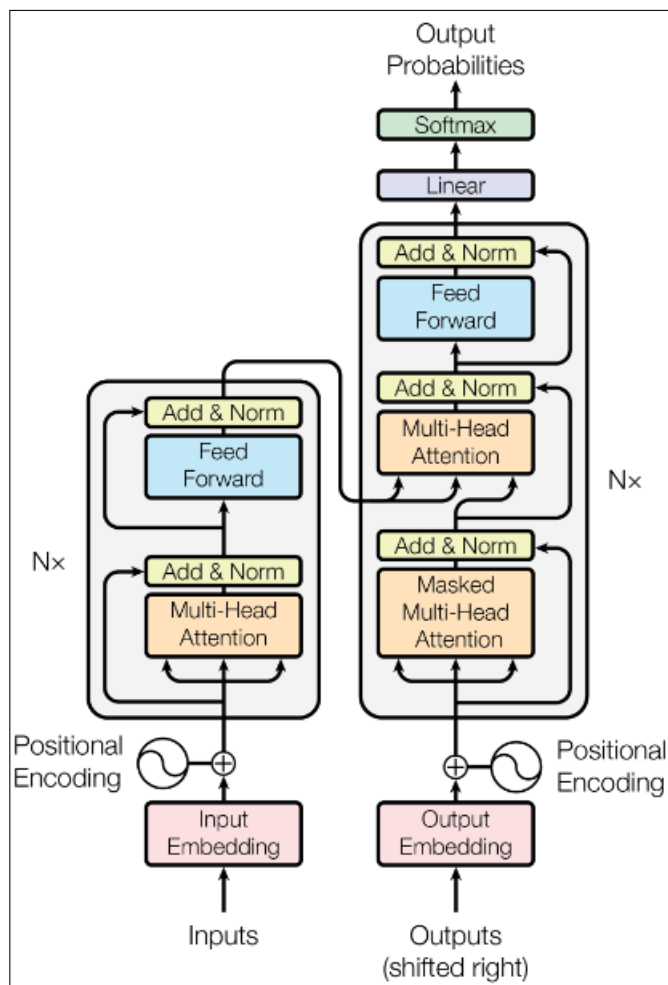 Output
Probabilities
Softmax
Linear
Add & Norm
Feed
Forward
Add & Norm
Multi-Head
Attention
Add & Norm
Masked
Multi-Head
Attention
N×
Add & Norm
Feed
Forward
Add & Norm
Multi-Head
Attention
N×
Positional
Encoding
Positional
Encoding
Input
Embedding
Output
Embedding
Inputs
Outputs
(shifted right)